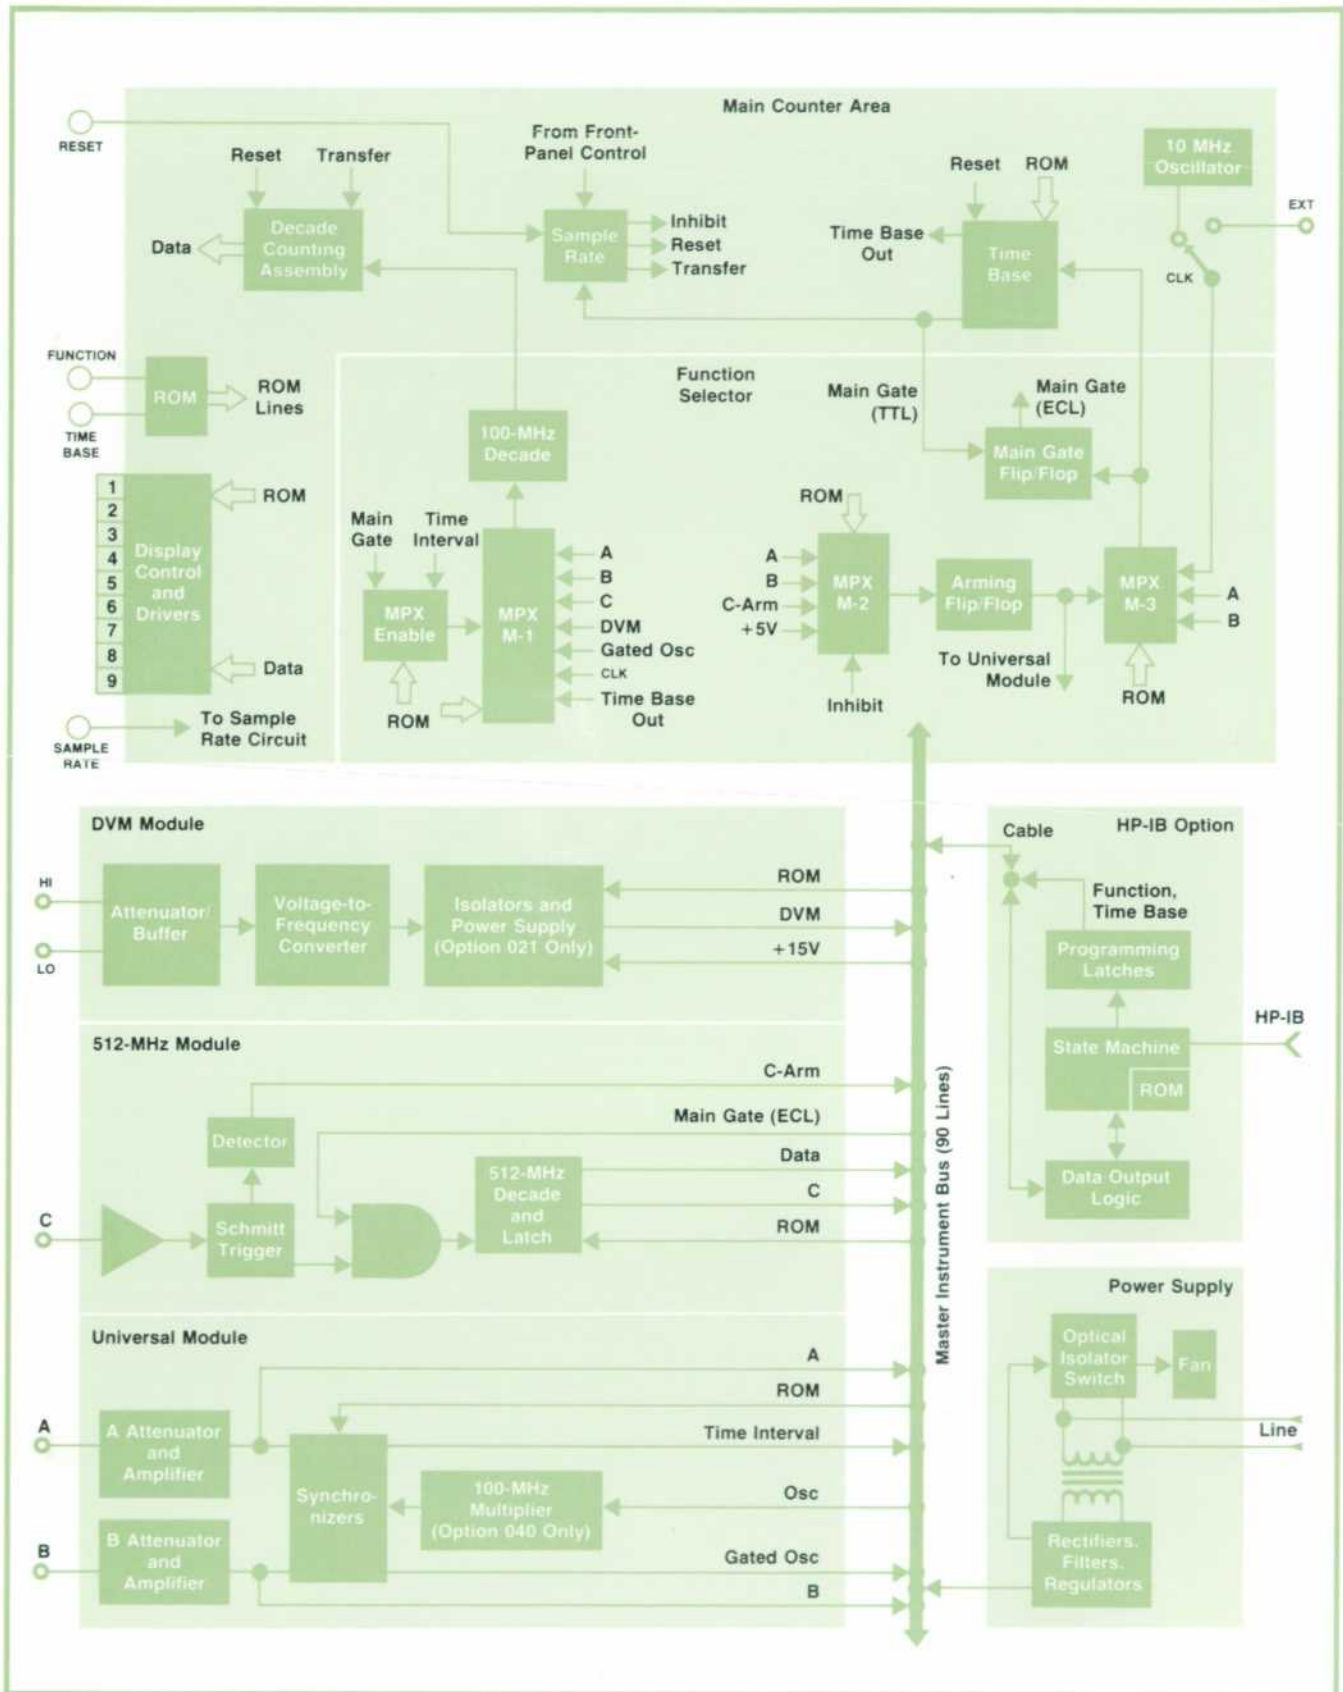 Main Counter Area
RESET
Reset
Transfer
Decade
Counting
Assembly
Data
From Front-
Panel Control
Sample
Rate
Inhibit
Reset
Transfer
Reset
ROM
Time Base
Out
Time
Base
10 MHz
Oscillator
EXT
CLK
FUNCTION
ROM
ROM
Lines
TIME
BASE
1
2
3
4
5
6
7
8
9
Display
Control
and
Drivers
ROM
Data
SAMPLE
RATE
To Sample
Rate Circuit
Function
Selector
100-MHz
Decade
Main
Gate
Time
Interval
MPX
Enable
MPX
M-1
ROM
A
B
C
DVM
Gated Osc
CLK
Time Base
Out
Main Gate
(TTL)
Main Gate
(ECL)
Main Gate
Flip/Flop
ROM
A
B
C-Arm
+5V
MPX
M-2
Inhibit
Arming
Flip/Flop
To Universal
Module
MPX
M-3
A
B
ROM
DVM Module
HI
LO
Attenuator/
Buffer
Voltage-to-
Frequency
Converter
Isolators and
Power Supply
(Option 021 Only)
ROM
DVM
+15V
512-MHz Module
C
Detector
Schmitt
Trigger
512-MHz
Decade
and
Latch
C-Arm
Main Gate (ECL)
Data
C
ROM
Universal Module
A
A Attenuator
and
Amplifier
B
B Attenuator
and
Amplifier
Synchro-
nizers
100-MHz
Multiplier
(Option 040 Only)
A
ROM
Time Interval
Osc
Gated Osc
B
Master Instrument Bus (90 Lines)
HP-IB Option
Cable
Function,
Time Base
Programming
Latches
State Machine
ROM
Data Output
Logic
HP-IB
Power Supply
Optical
Isolator
Switch
Fan
Line
Rectifiers,
Filters,
Regulators